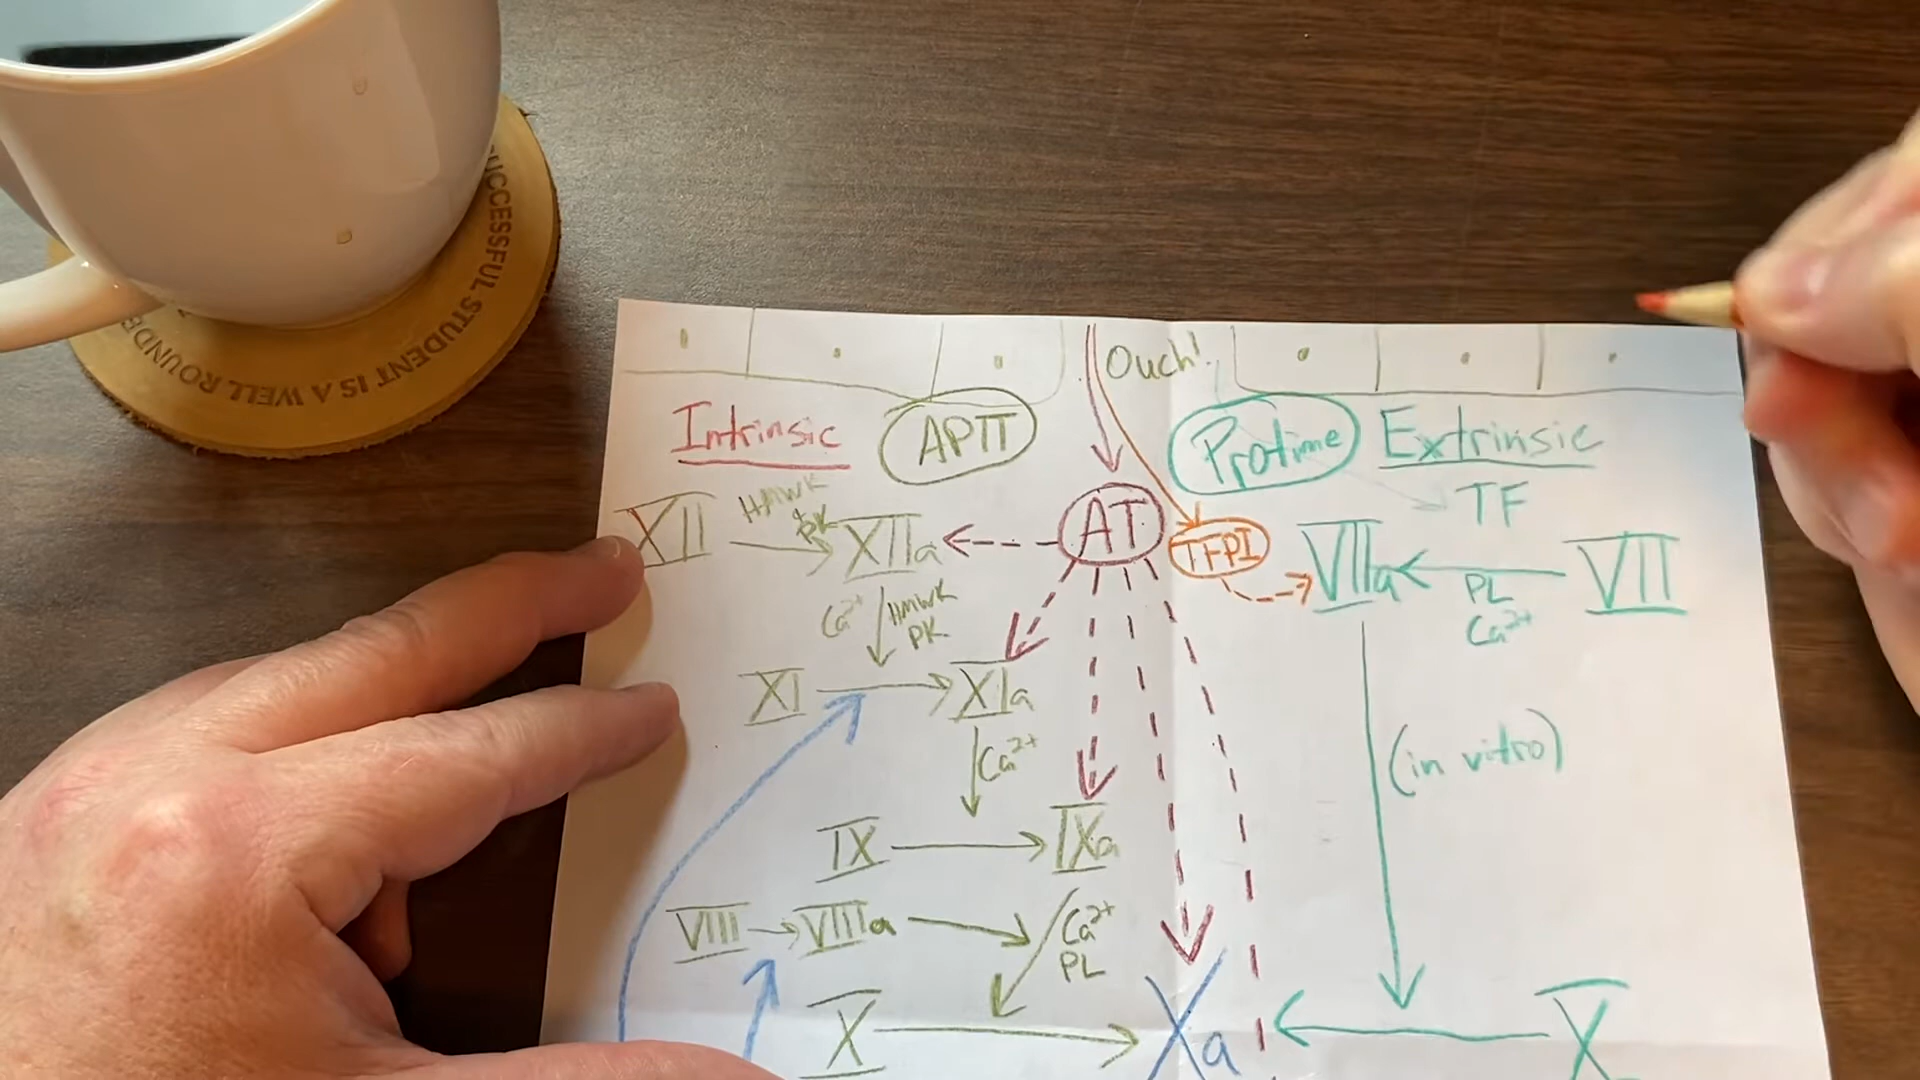 SUCCESSFUL STUDENT IS A WELL ROUNDE
Ouch!
Intrinsic APTT Protime Extrinsic
TF
XII HMWK + PK XIIa AT TFPI VIIa PL Ca2+ VII
Ca2+ HMWK PK
XI XIa
Ca2+ (in vitro)
IX IXa
VIII VIIIa Ca2+ PL
X Xa X